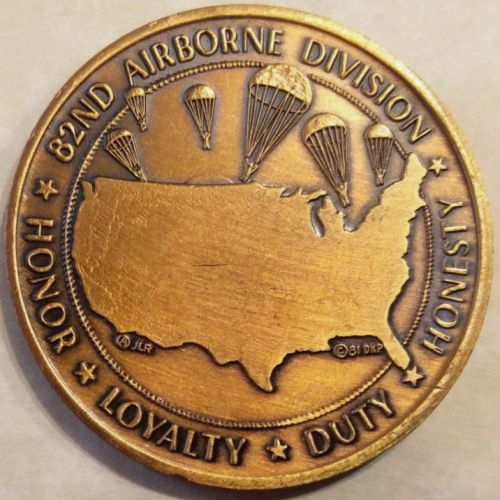 82ND AIRBORNE DIVISION
★ HONESTY ★ DUTY ★ LOYALTY ★ HONOR ★
Ⓐ JLR
© 81 DKP